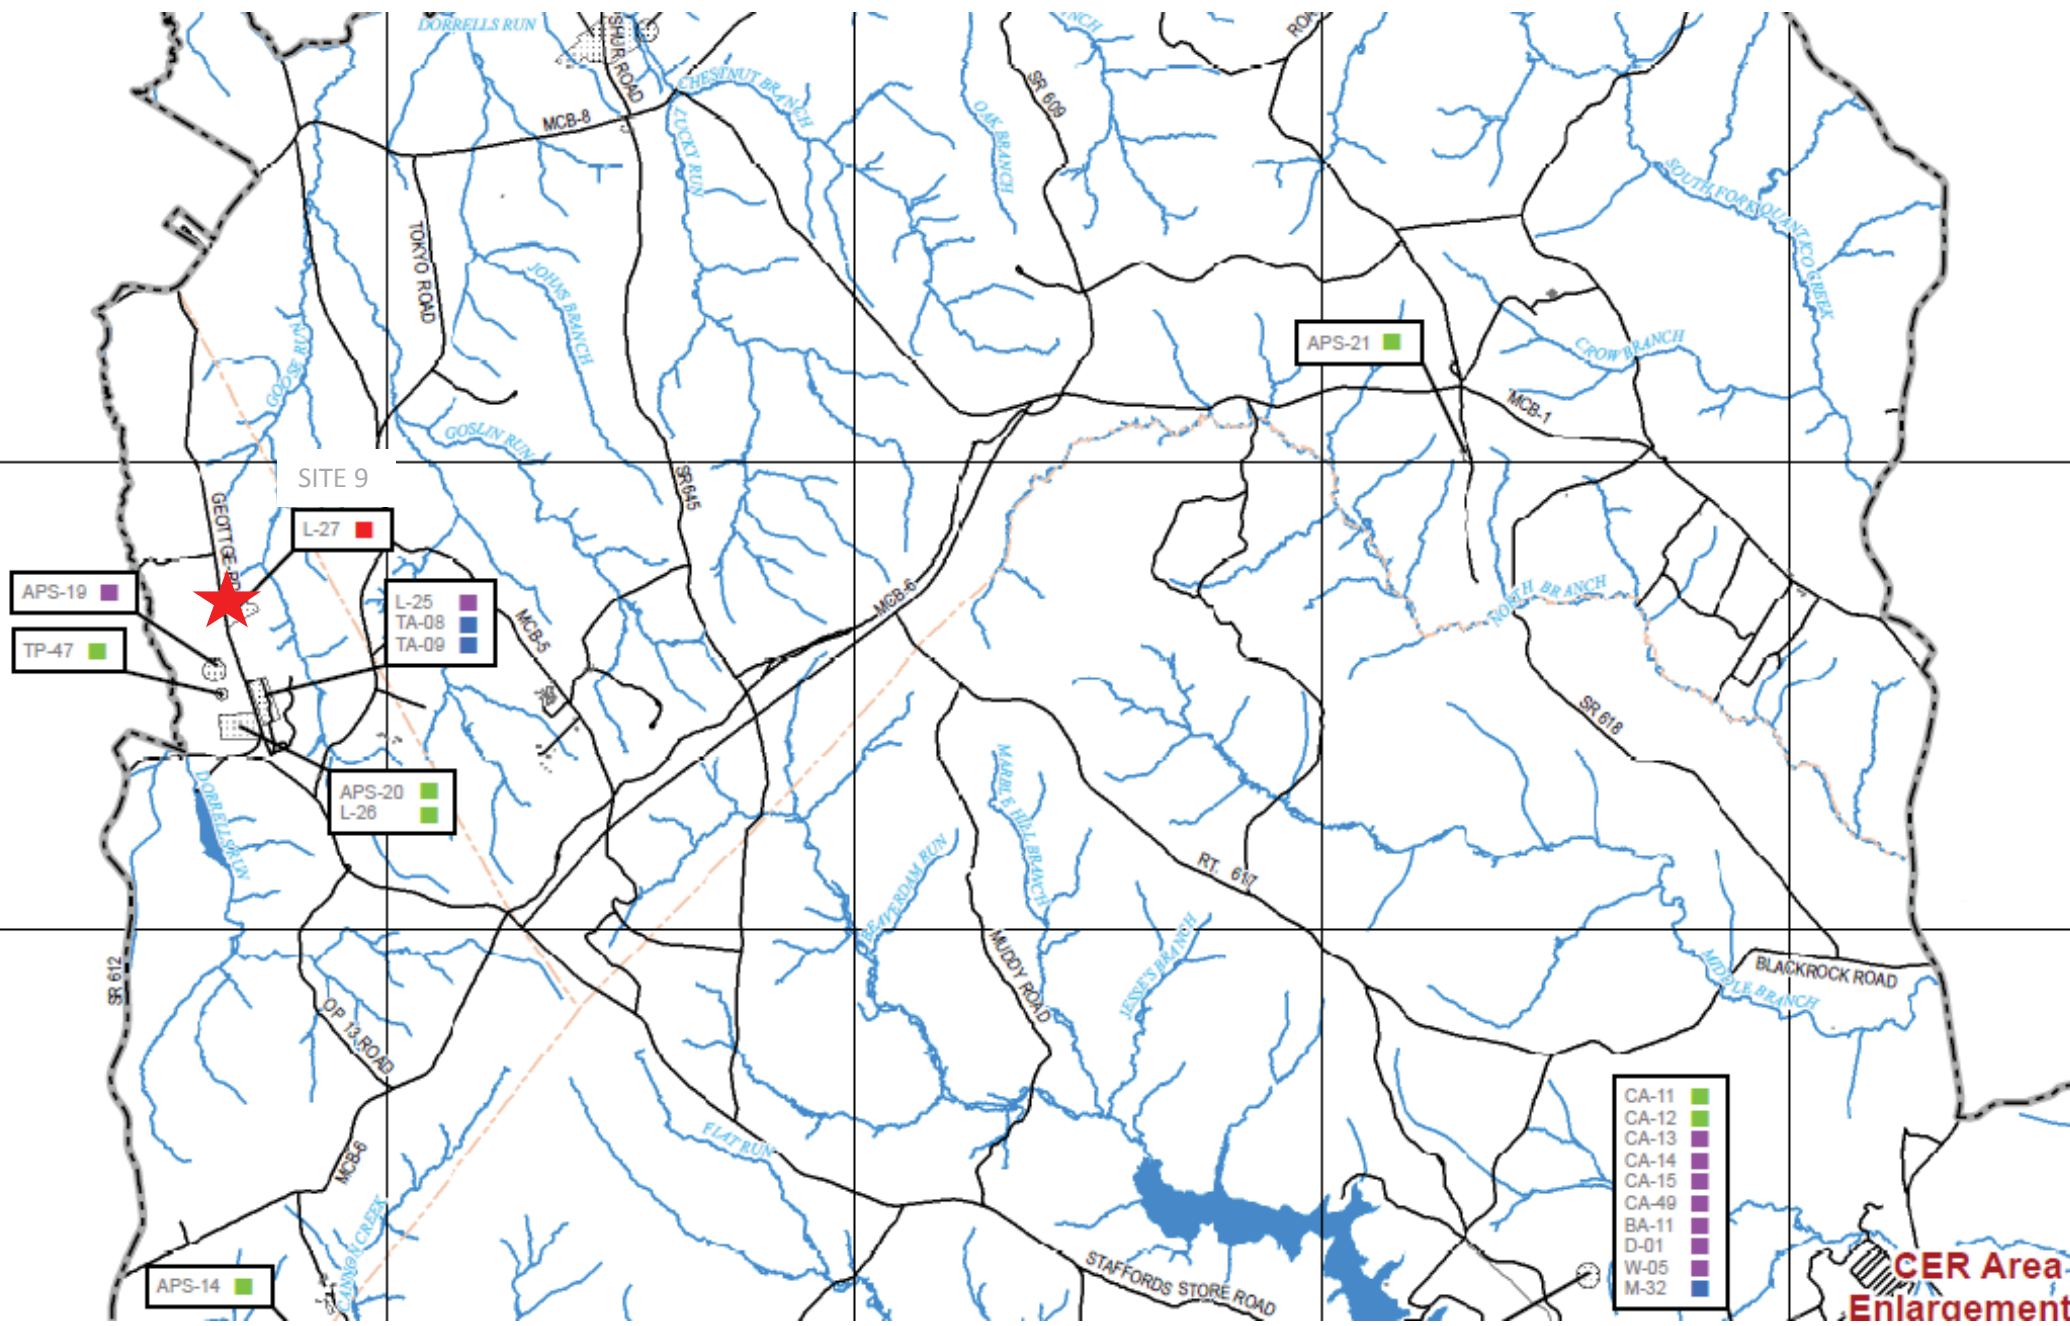 DORRELLS RUN
CHESTNUT BRANCH
MCB-8
LUCKY RUN
OAK BRANCH
SR 609
SOUTH FORK QUANTICO CREEK
TOKYO ROAD
JOHNS BRANCH
GOOSE RUN
GOSLIN RUN
APS-21
CROW BRANCH
MCB-1
SITE 9
L-27
SR645
APS-19
TP-47
L-25
TA-08
TA-09
MCB-5
MCB-6
NORTH BRANCH
SR 618
APS-20
L-26
DORRELLS RUN
MARBLE HILL BRANCH
BEAVERDAM RUN
RT. 617
SR 612
OP 13 ROAD
MUDDY ROAD
JESSE'S BRANCH
BLACKROCK ROAD
MIDDLE BRANCH
MCB-6
FLAT RUN
CANNON CREEK
APS-14
STAFFORDS STORE ROAD
CA-11
CA-12
CA-13
CA-14
CA-15
CA-49
BA-11
D-01
W-05
M-32
CER Area
Enlargement